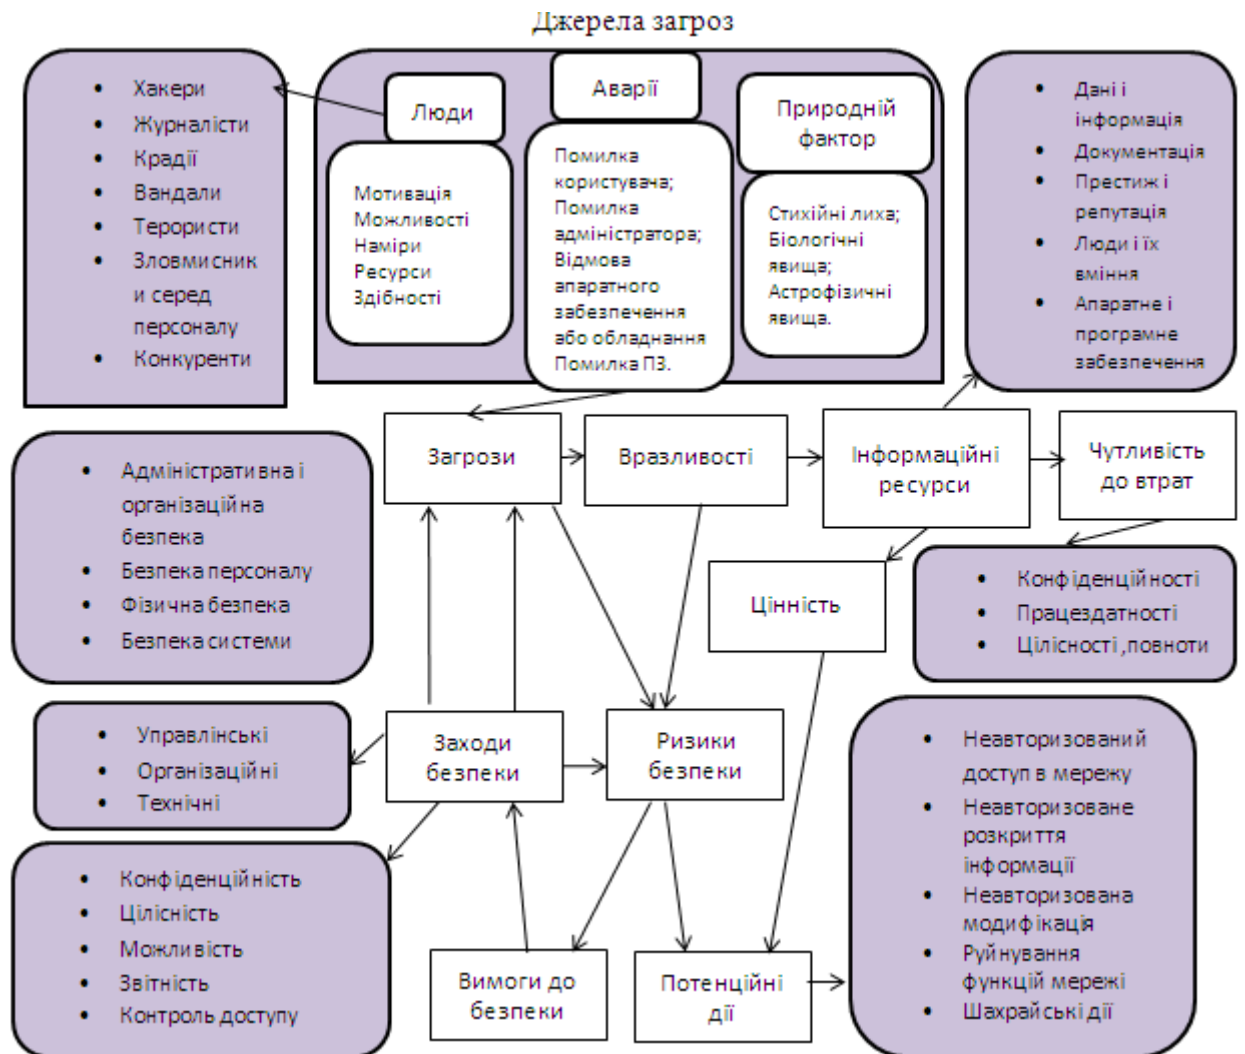 Джерела загроз
Хакери
Журналісти
Крадії
Вандали
Терористи
Зловмисник
и серед
персоналу
Конкуренти
Люди
Мотивація
Можливості
Наміри
Ресурси
Здібності
Аварії
Помилка
користувача;
Помилка
адміністратора;
Відмова
апаратного
забезпечення
або обладнання
Помилка ПЗ.
Природній
фактор
Стихійні лиха;
Біологічні
явища;
Астрофізичні
явища.
Дані і
інформація
Документація
Престиж і
репутація
Люди і їх
вміння
Апаратне і
програмне
забезпечення
Загрози
Вразливості
Інформаційні
ресурси
Чутливість
до втрат
Адміністративна і
організаційна
безпека
Безпека персоналу
Фізична безпека
Безпека системи
Цінність
Конфіденційності
Працездатності
Цілісності ,повноти
Управлінські
Організаційні
Технічні
Заходи
безпеки
Ризики
безпеки
Неавторизований
доступ в мережу
Неавторизоване
розкриття
інформації
Неавторизована
модифікація
Руйнування
функцій мережі
Шахрайські дії
Конфіденційність
Цілісність
Можливість
Звітність
Контроль доступу
Вимоги до
безпеки
Потенційні
дії